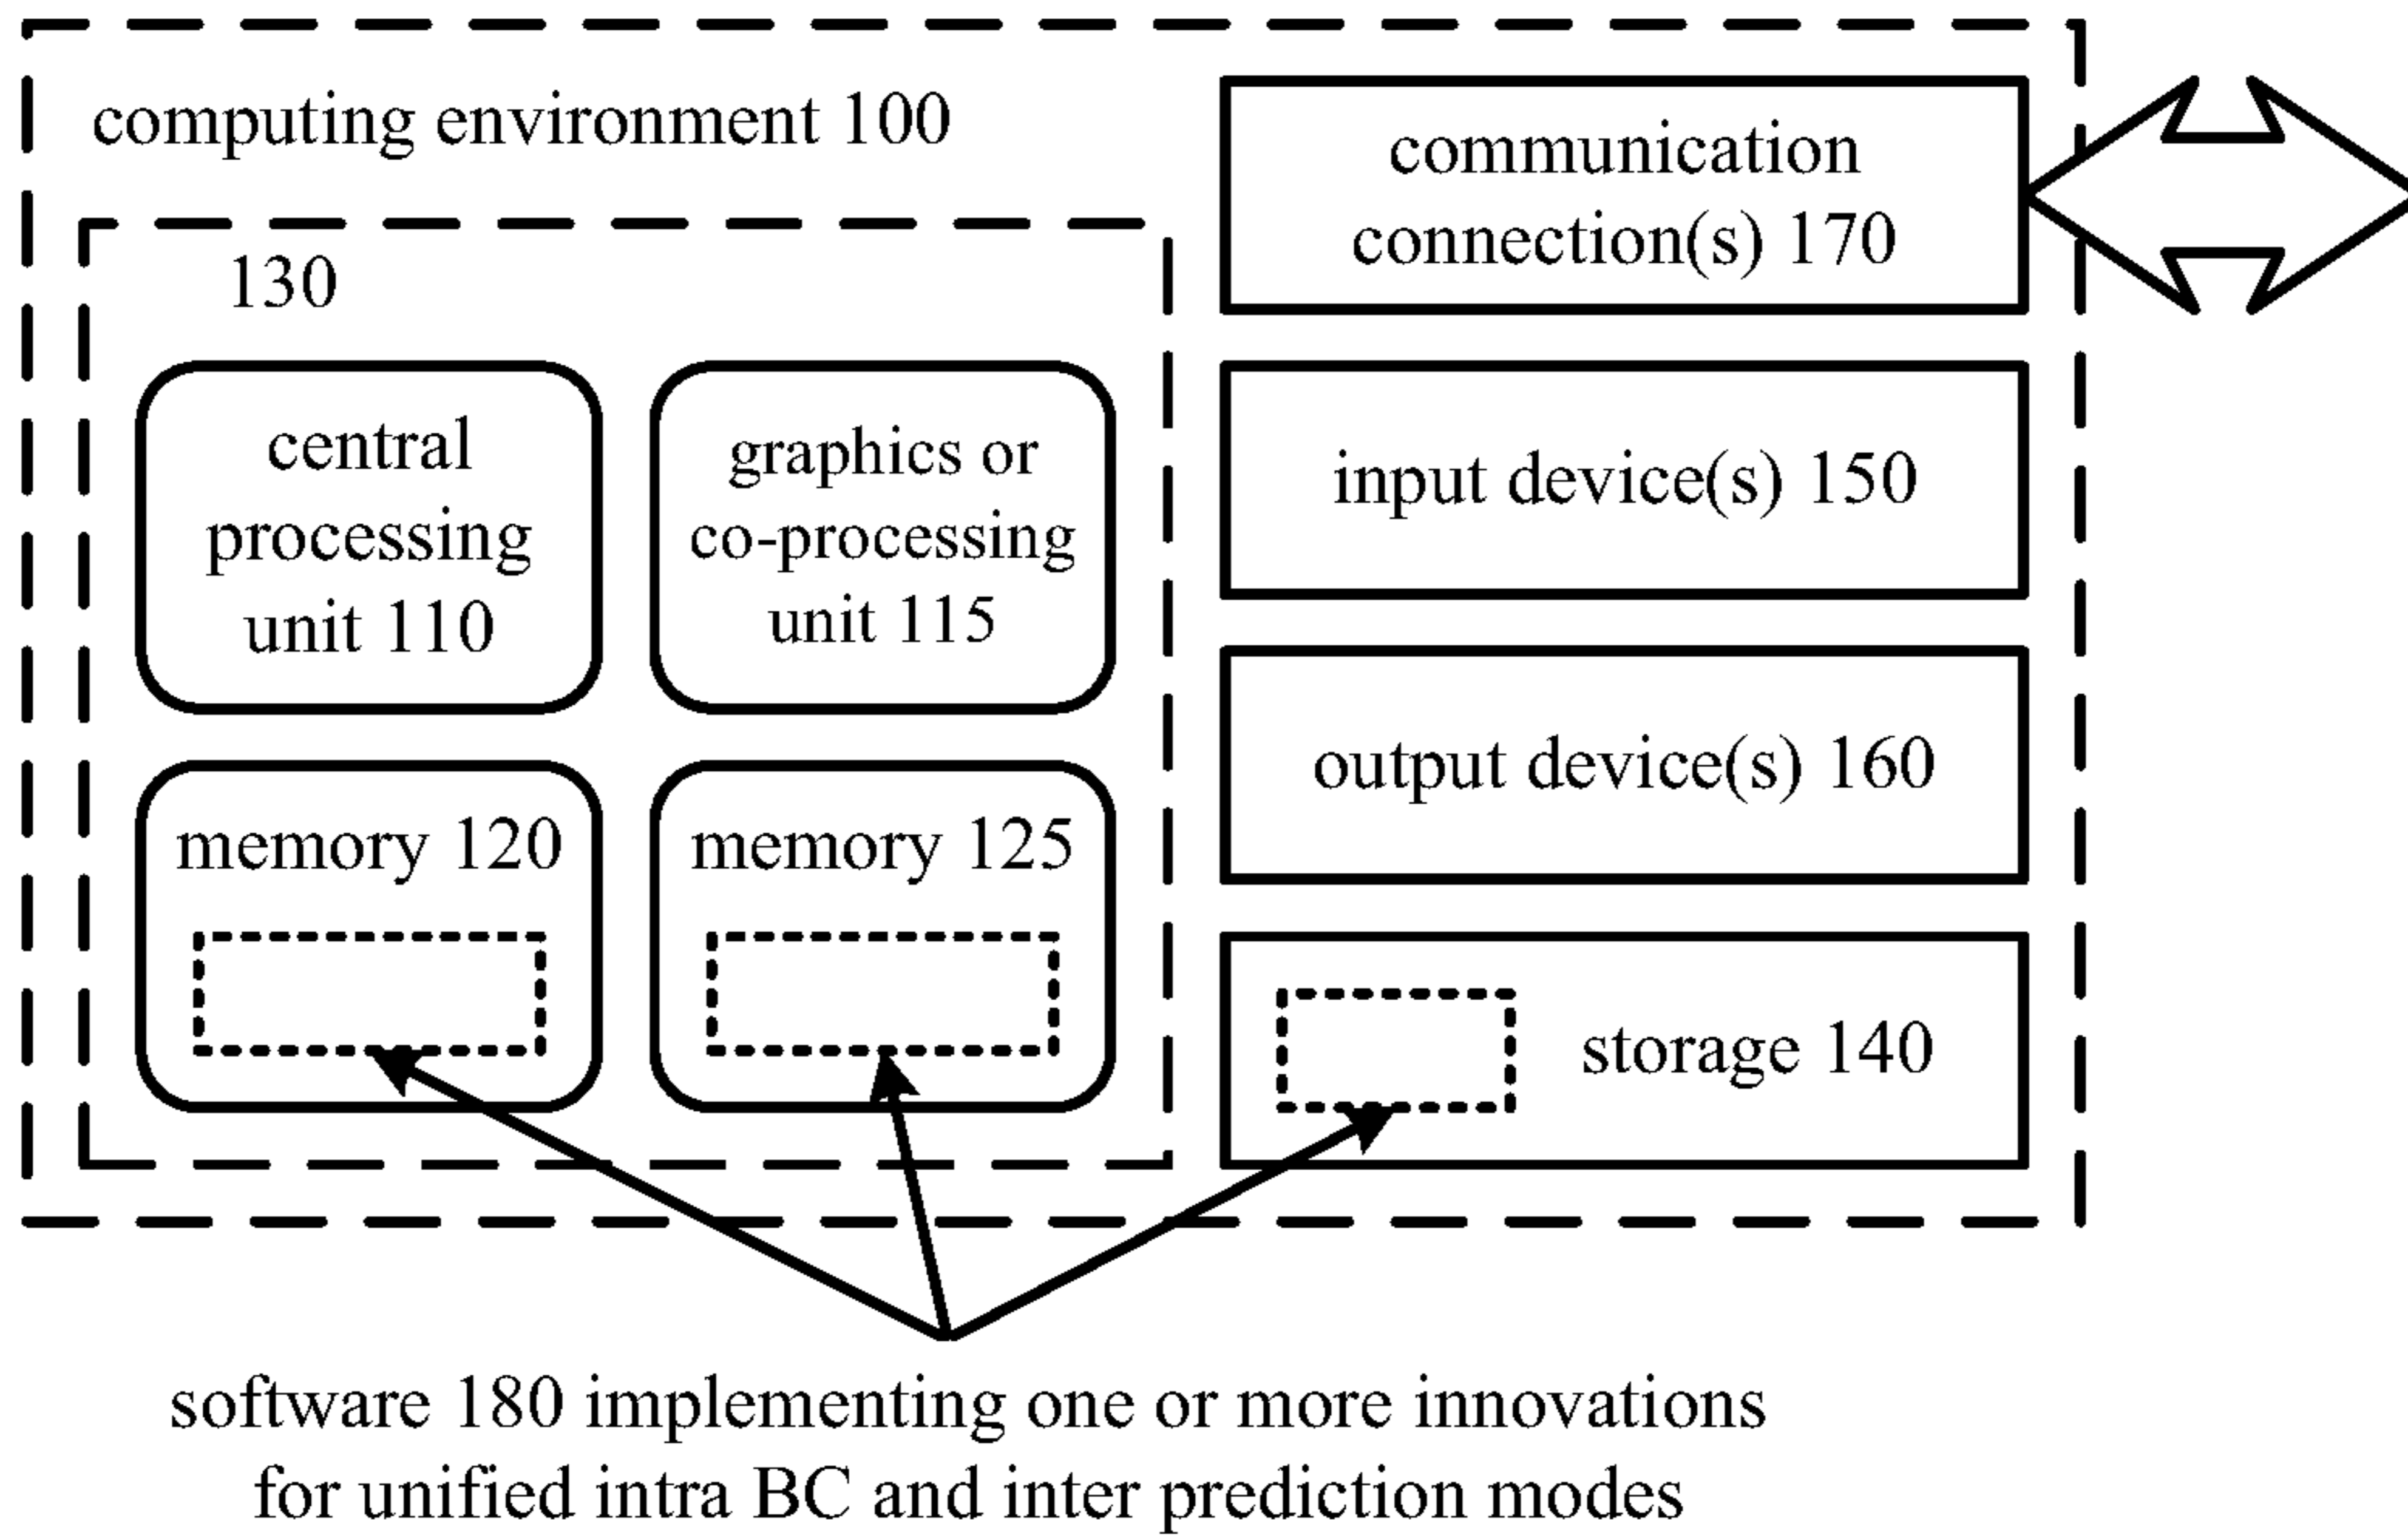 computing environment 100
130
central
processing
unit 110
graphics or
co-processing
unit 115
memory 120
memory 125
communication
connection(s) 170
input device(s) 150
output device(s) 160
storage 140
software 180 implementing one or more innovations
for unified intra BC and inter prediction modes